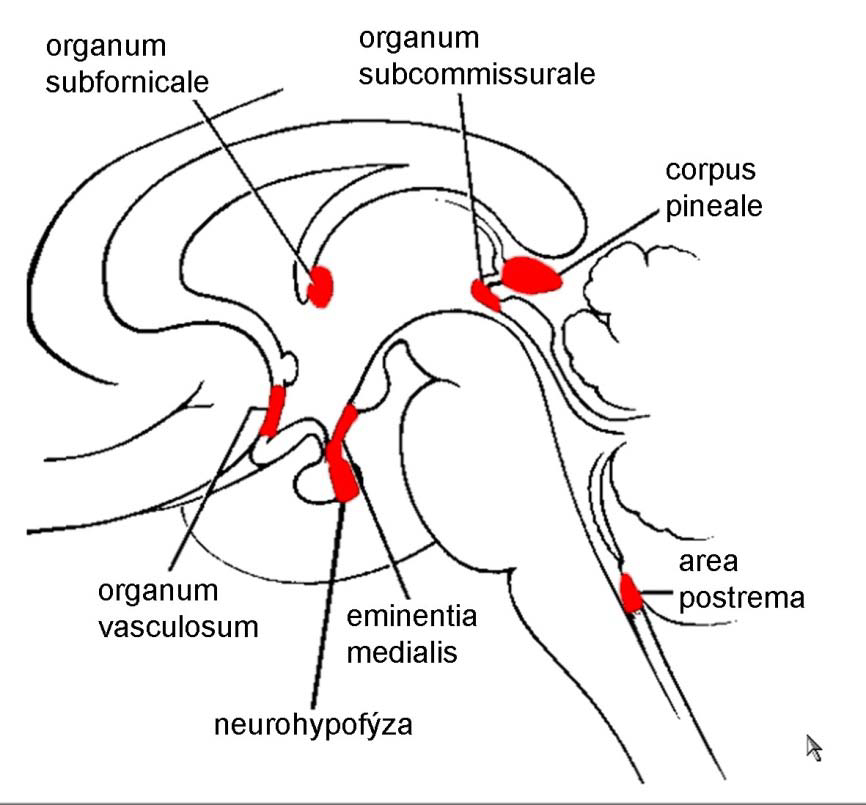 organum
subfornicale
organum
subcommissurale
corpus
pineale
organum
vasculosum
eminentia
medialis
neurohypofýza
area
postrema